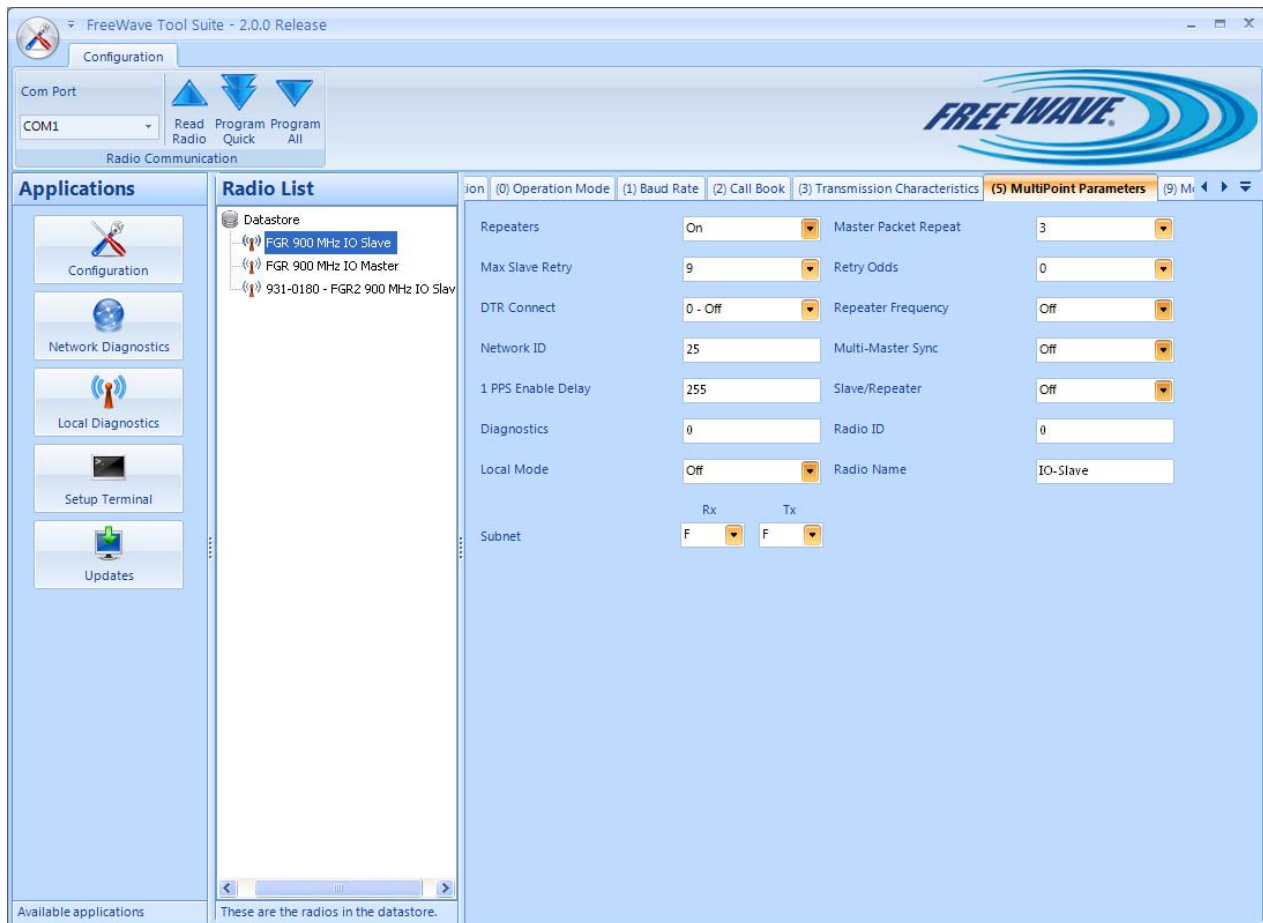 FreeWave Tool Suite - 2.0.0 Release
Configuration
Com Port
COM1
Read Radio
Program Quick
Program All
Radio Communication
FREEWAVE®
Applications
Configuration
Network Diagnostics
Local Diagnostics
Setup Terminal
Updates
Available applications
Radio List
Datastore
FGR 900 MHz IO Slave
FGR 900 MHz IO Master
931-0180 - FGR2 900 MHz IO Slav
These are the radios in the datastore.
tion (0) Operation Mode (1) Baud Rate (2) Call Book (3) Transmission Characteristics (5) MultiPoint Parameters (9) M
Repeaters On Master Packet Repeat 3
Max Slave Retry 9 Retry Odds 0
DTR Connect 0 - Off Repeater Frequency Off
Network ID 25 Multi-Master Sync Off
1 PPS Enable Delay 255 Slave/Repeater Off
Diagnostics 0 Radio ID 0
Local Mode Off Radio Name IO-Slave
Rx Tx
Subnet F F